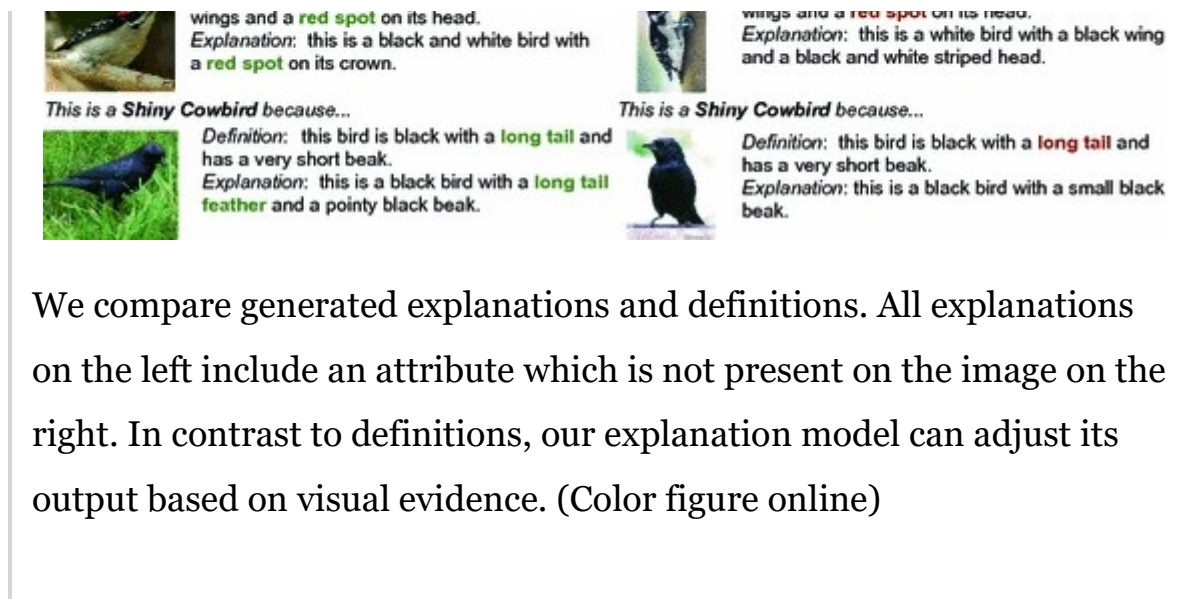 wings and a red spot on its head.
Explanation: this is a black and white bird with
a red spot on its crown.
wings and a red spot on its head.
Explanation: this is a white bird with a black wing
and a black and white striped head.
This is a Shiny Cowbird because...
Definition: this bird is black with a long tail and
has a very short beak.
Explanation: this is a black bird with a long tail
feather and a pointy black beak.
This is a Shiny Cowbird because...
Definition: this bird is black with a long tail and
has a very short beak.
Explanation: this is a black bird with a small black
beak.
We compare generated explanations and definitions. All explanations
on the left include an attribute which is not present on the image on the
right. In contrast to definitions, our explanation model can adjust its
output based on visual evidence. (Color figure online)